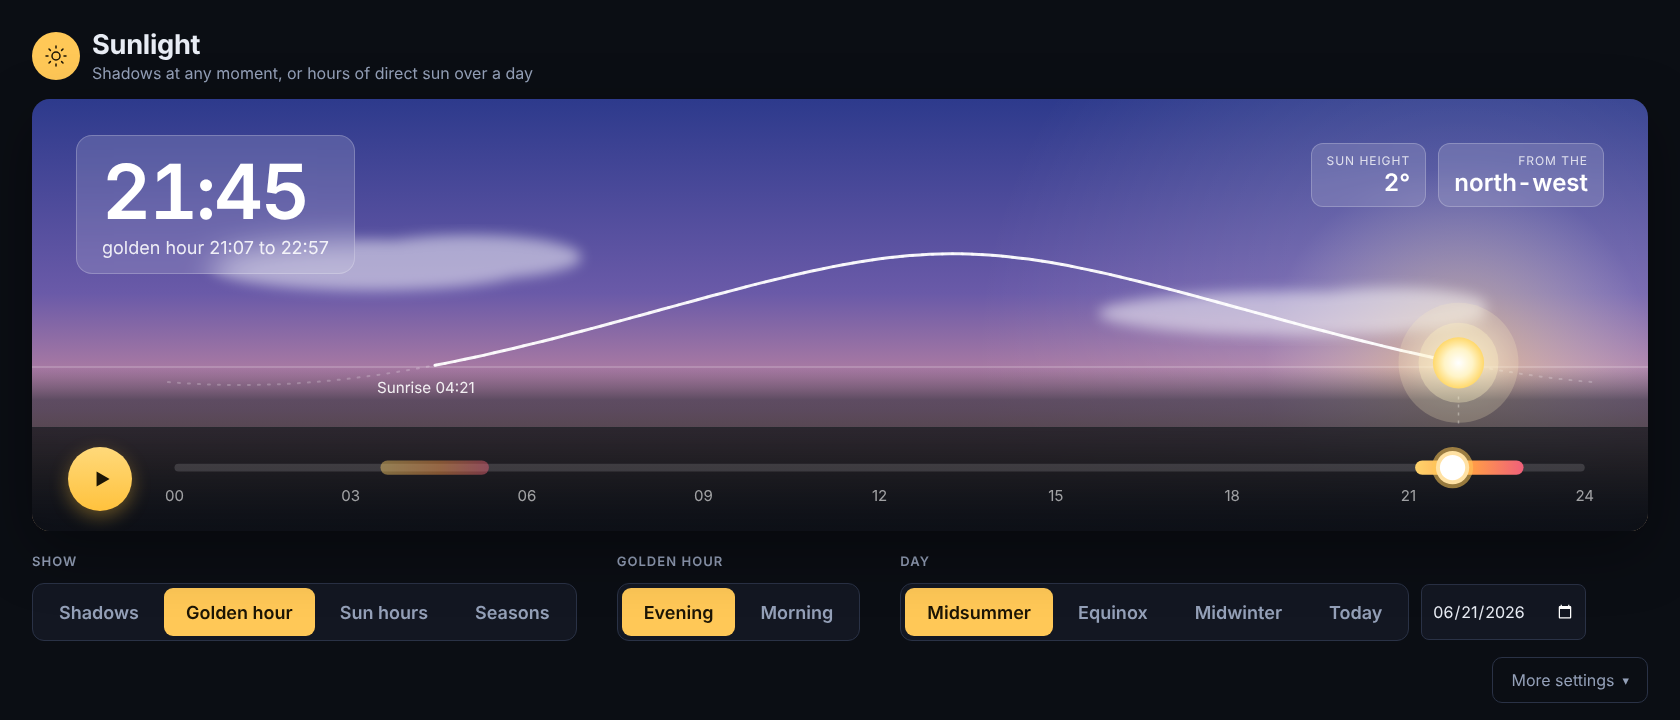 Sunlight
Shadows at any moment, or hours of direct sun over a day
21:45
golden hour 21:07 to 22:57
SUN HEIGHT
2°
FROM THE
north-west
Sunrise 04:21
00 03 06 09 12 15 18 21 24
SHOW
Shadows Golden hour Sun hours Seasons
GOLDEN HOUR
Evening Morning
DAY
Midsummer Equinox Midwinter Today
06/21/2026
More settings ▾